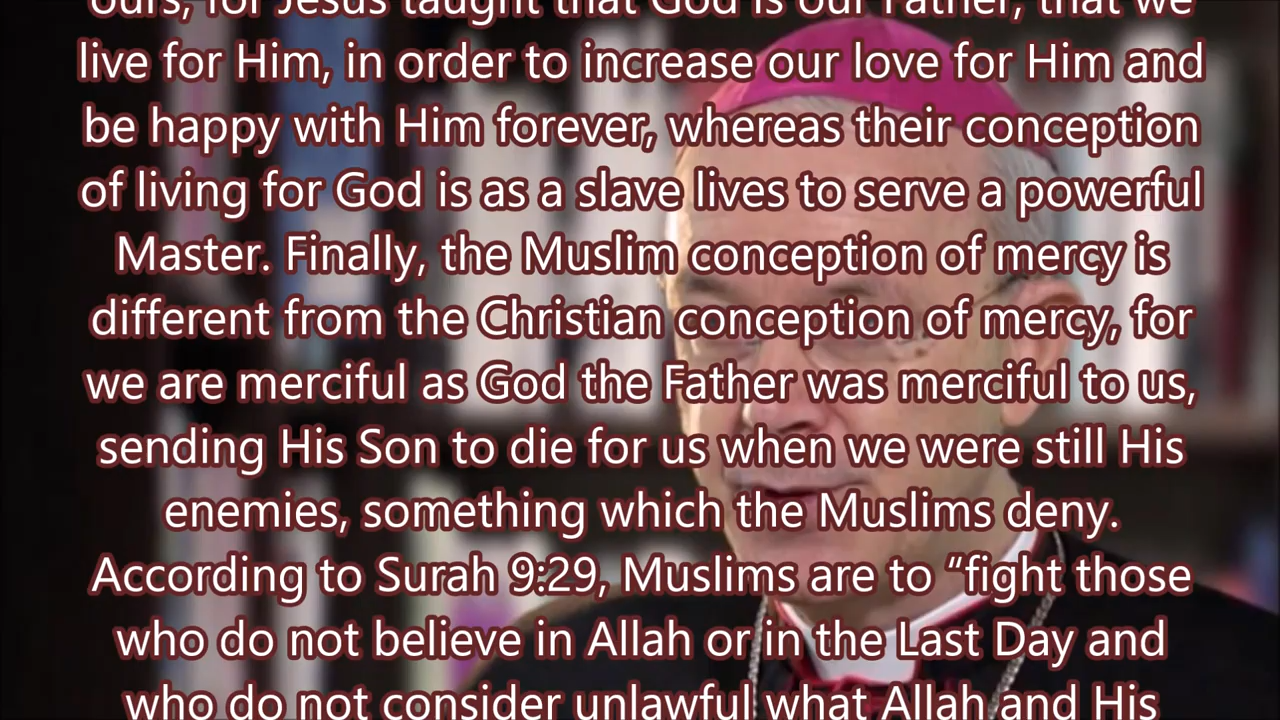 ours, for Jesus taught that God is our Father, that we
live for Him, in order to increase our love for Him and
be happy with Him forever, whereas their conception
of living for God is as a slave lives to serve a powerful
Master. Finally, the Muslim conception of mercy is
different from the Christian conception of mercy, for
we are merciful as God the Father was merciful to us,
sending His Son to die for us when we were still His
enemies, something which the Muslims deny.
According to Surah 9:29, Muslims are to “fight those
who do not believe in Allah or in the Last Day and
who do not consider unlawful what Allah and His